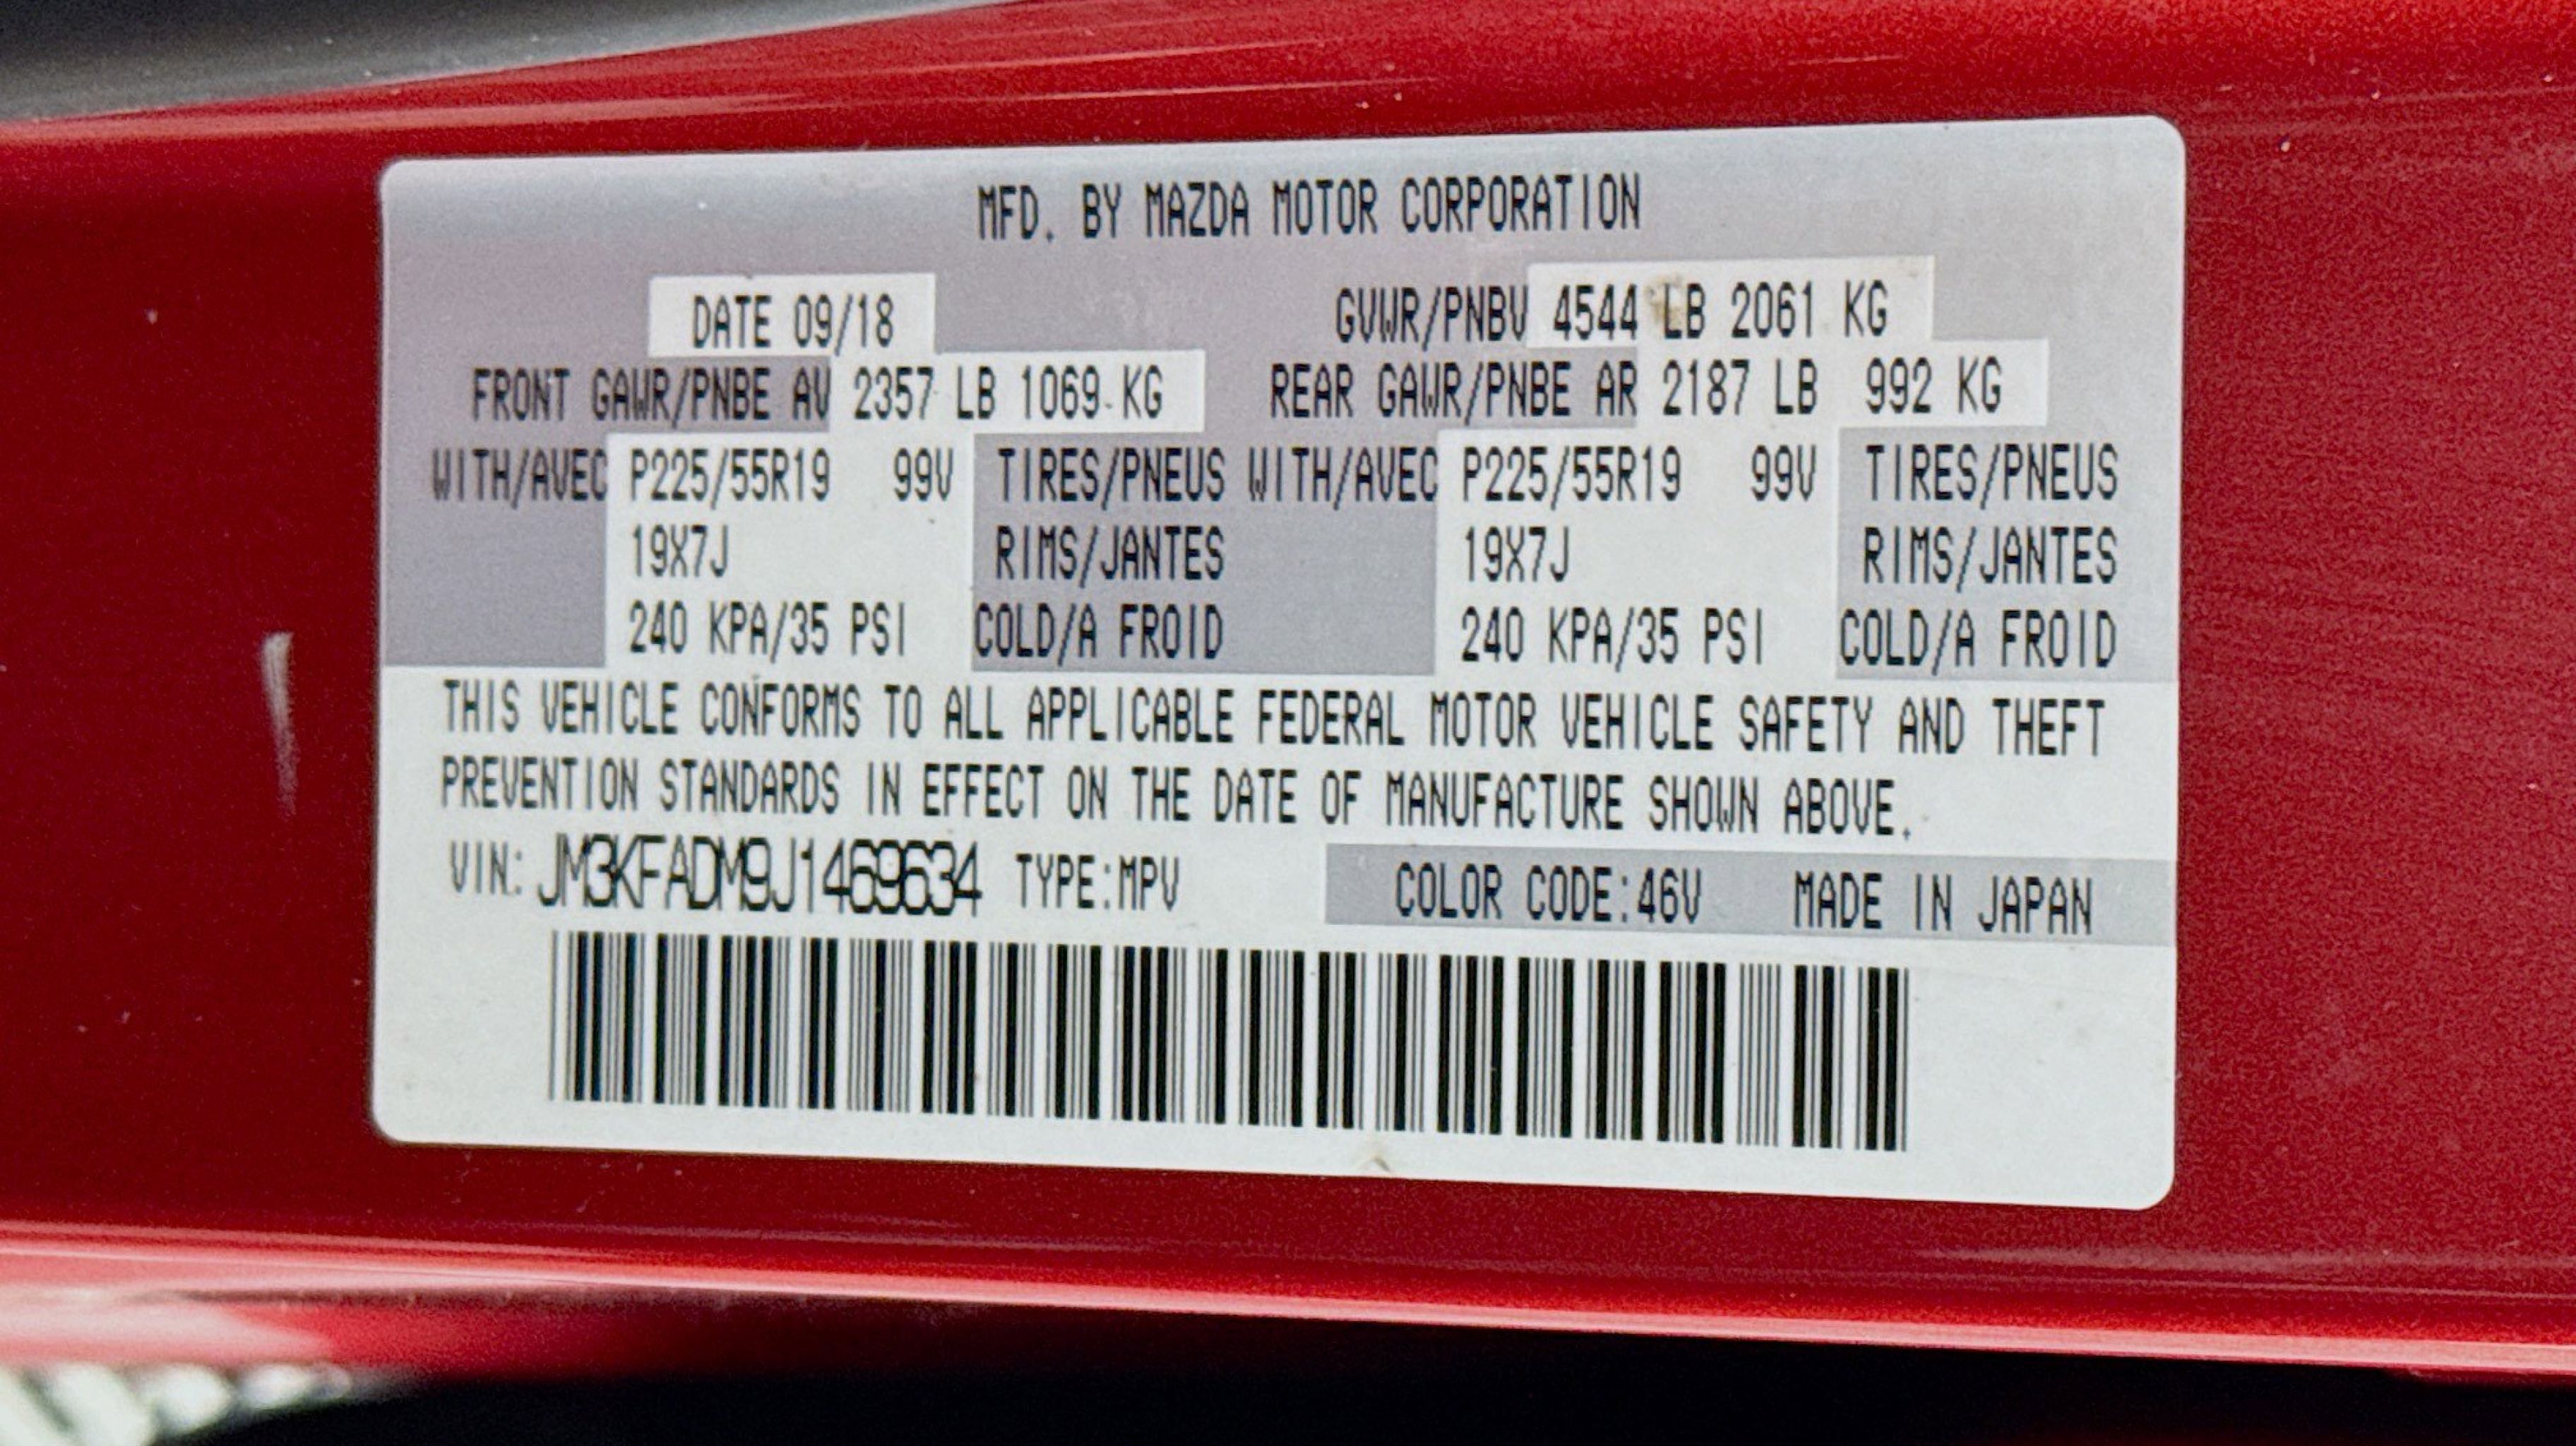 MFD. BY MAZDA MOTOR CORPORATION
DATE 09/18 GVWR/PNBV 4544 LB 2061 KG
FRONT GAWR/PNBE AV 2357 LB 1069 KG REAR GAWR/PNBE AR 2187 LB 992 KG
WITH/AVEC P225/55R19 99V TIRES/PNEUS WITH/AVEC P225/55R19 99V TIRES/PNEUS
19X7J RIMS/JANTES 19X7J RIMS/JANTES
240 KPA/35 PSI COLD/A FROID 240 KPA/35 PSI COLD/A FROID
THIS VEHICLE CONFORMS TO ALL APPLICABLE FEDERAL MOTOR VEHICLE SAFETY AND THEFT
PREVENTION STANDARDS IN EFFECT ON THE DATE OF MANUFACTURE SHOWN ABOVE.
VIN: JM3KFADM9J1469634 TYPE:MPV COLOR CODE:46V MADE IN JAPAN